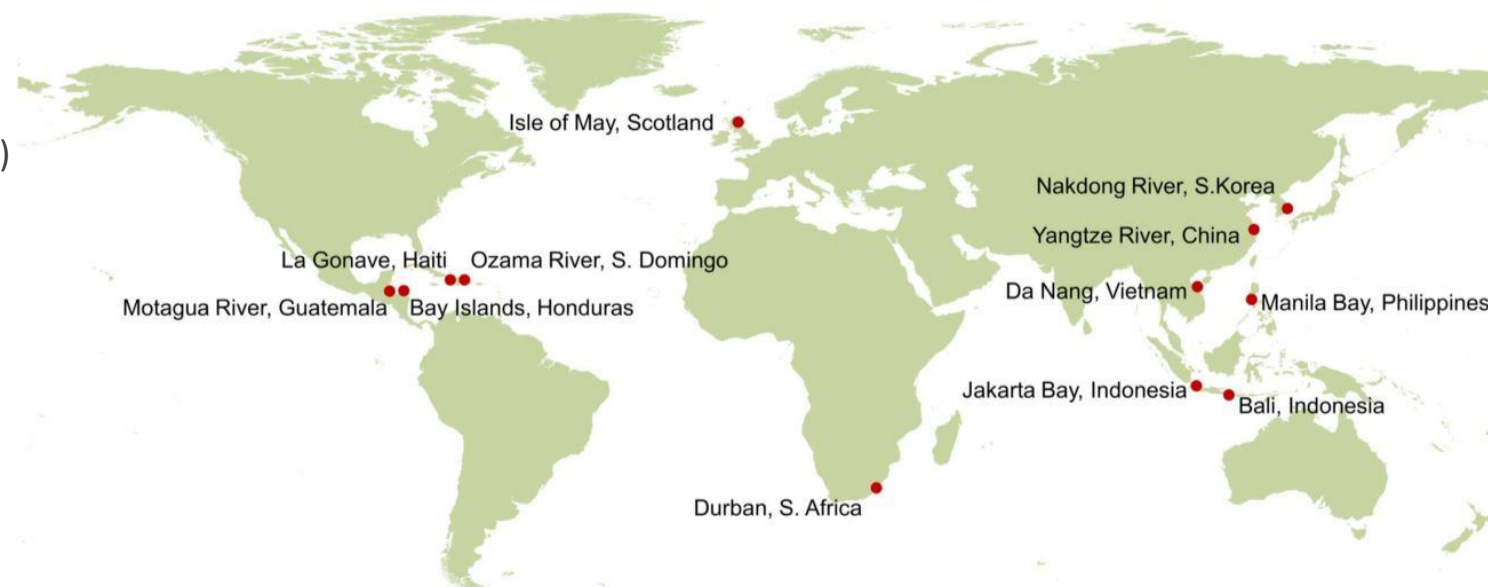 )
Isle of May, Scotland
Nakdong River, S.Korea
Yangtze River, China
La Gonave, Haiti
Ozama River, S. Domingo
Da Nang, Vietnam
Manila Bay, Philippines
Motagua River, Guatemala
Bay Islands, Honduras
Jakarta Bay, Indonesia
Bali, Indonesia
Durban, S. Africa